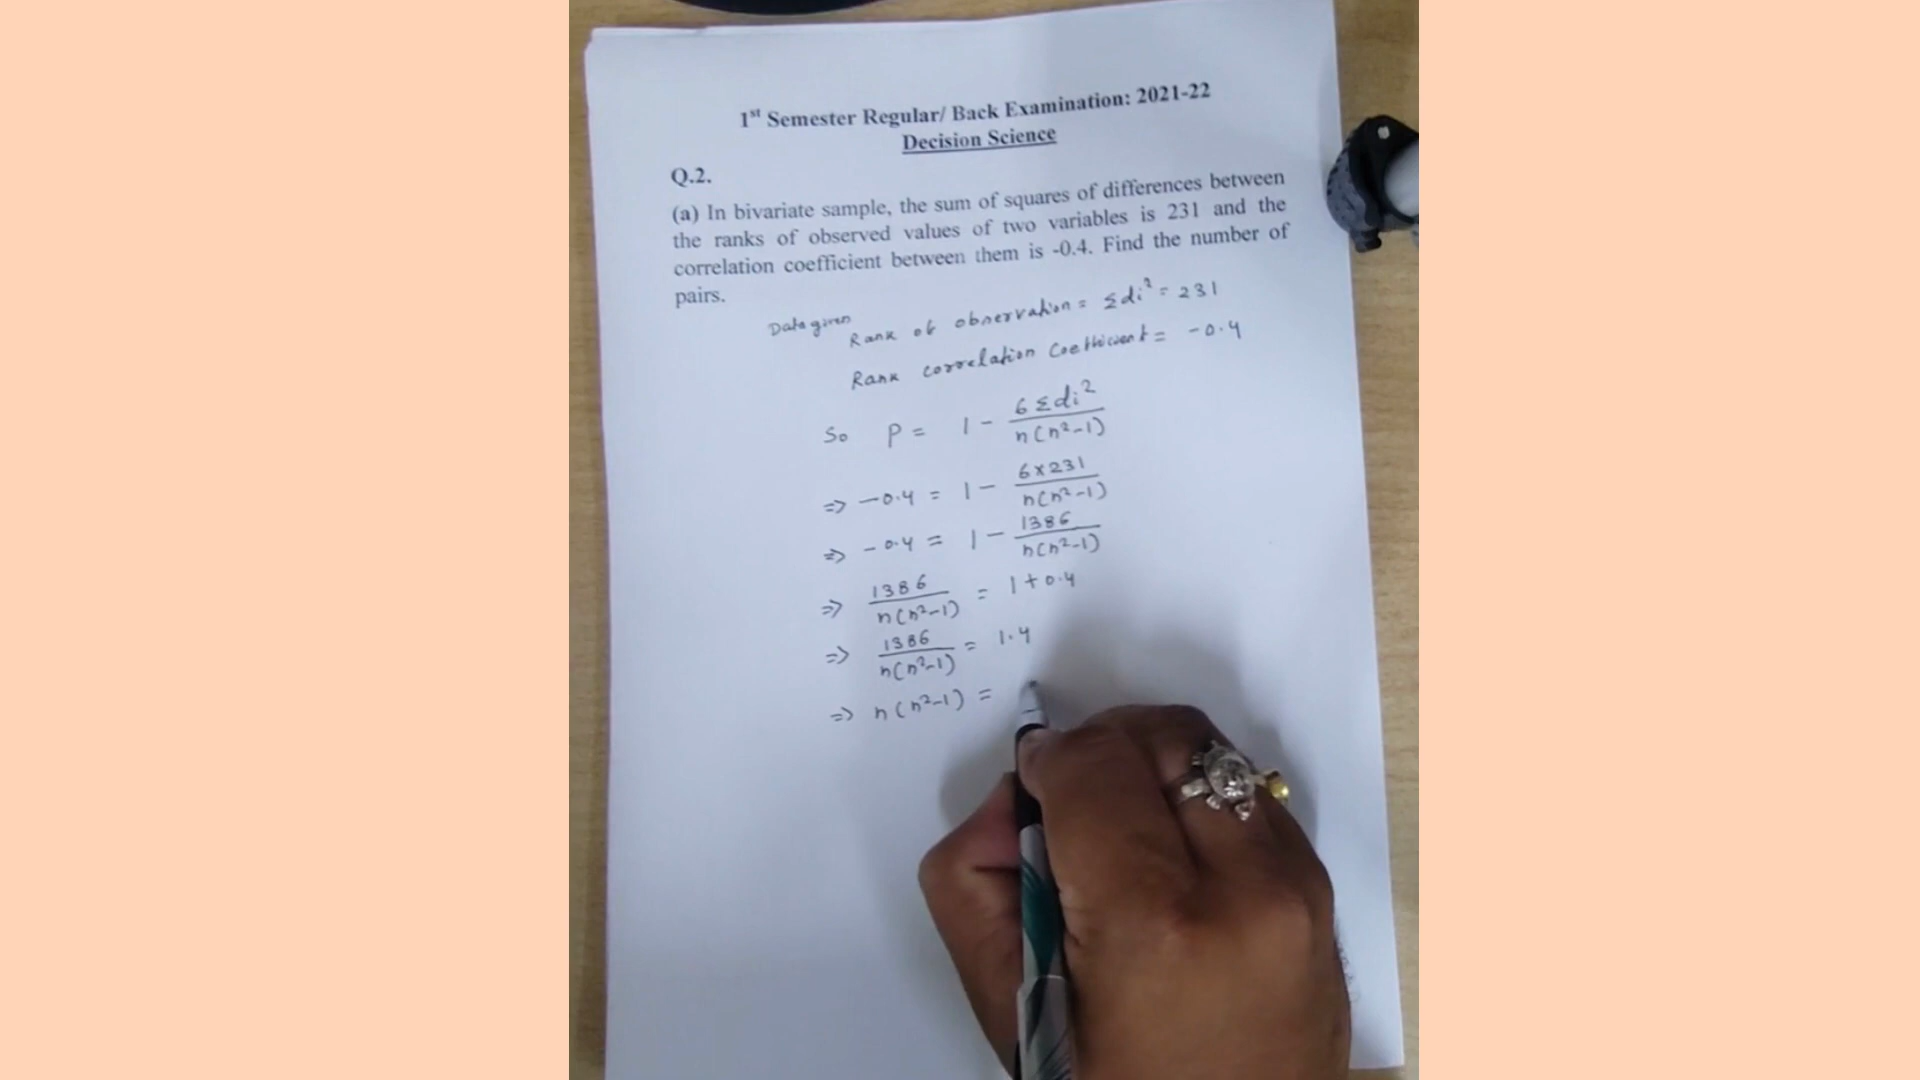 1st Semester Regular/ Back Examination: 2021-22
Decision Science
Q.2.
(a) In bivariate sample, the sum of squares of differences between
the ranks of observed values of two variables is 231 and the
correlation coefficient between them is -0.4. Find the number of
pairs.
Data given
Rank of observation = Σdi² = 231
Rank correlation Coefficient = -0.4
So P = 1 - 6Σdi² / n(n²-1)
=> -0.4 = 1 - 6x231 / n(n²-1)
=> -0.4 = 1 - 1386 / n(n²-1)
=> 1386 / n(n²-1) = 1+0.4
=> 1386 / n(n²-1) = 1.4
=> n(n²-1) =